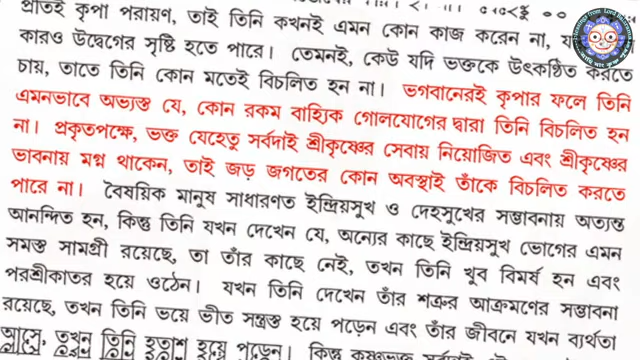 প্রতিই কৃপা পরায়ণ, তাই তিনি কখনই এমন কোন কাজ করেন না,
কারও উদ্বেগের সৃষ্টি হতে পারে। তেমনই, কেউ যদি ভক্তকে উৎকণ্ঠিত করতে
চায়, তাতে তিনি কোন মতেই বিচলিত হন না। ভগবানেরই কৃপার ফলে তিনি
এমনভাবে অভ্যস্ত যে, কোন রকম বাহ্যিক গোলযোগের দ্বারা তিনি বিচলিত হন
না। প্রকৃতপক্ষে, ভক্ত যেহেতু সর্বদাই শ্রীকৃষ্ণের সেবায় নিয়োজিত এবং শ্রীকৃষ্ণের
ভাবনায় মগ্ন থাকেন, তাই জড় জগতের কোন অবস্থাই তাঁকে বিচলিত করতে
পারে না। বৈষয়িক মানুষ সাধারণত ইন্দ্রিয়সুখ ও দেহসুখের সম্ভাবনায় অত্যন্ত
আনন্দিত হন, কিন্তু তিনি যখন দেখেন যে, অন্যের কাছে ইন্দ্রিয়সুখ ভোগের এমন
সমস্ত সামগ্রী রয়েছে, তা তাঁর কাছে নেই, তখন তিনি খুব বিমর্ষ হন এবং
পরশ্রীকাতর হয়ে ওঠেন। যখন তিনি দেখেন তাঁর শত্রুর আক্রমণের সম্ভাবনা
রয়েছে, তখন তিনি ভয়ে ভীত সন্ত্রস্ত হয়ে পড়েন এবং তাঁর জীবনে যখন ব্যর্থতা
আসে, তখন তিনি হতাশ হয়ে পড়েন। কিন্তু কৃষ্ণভক্ত